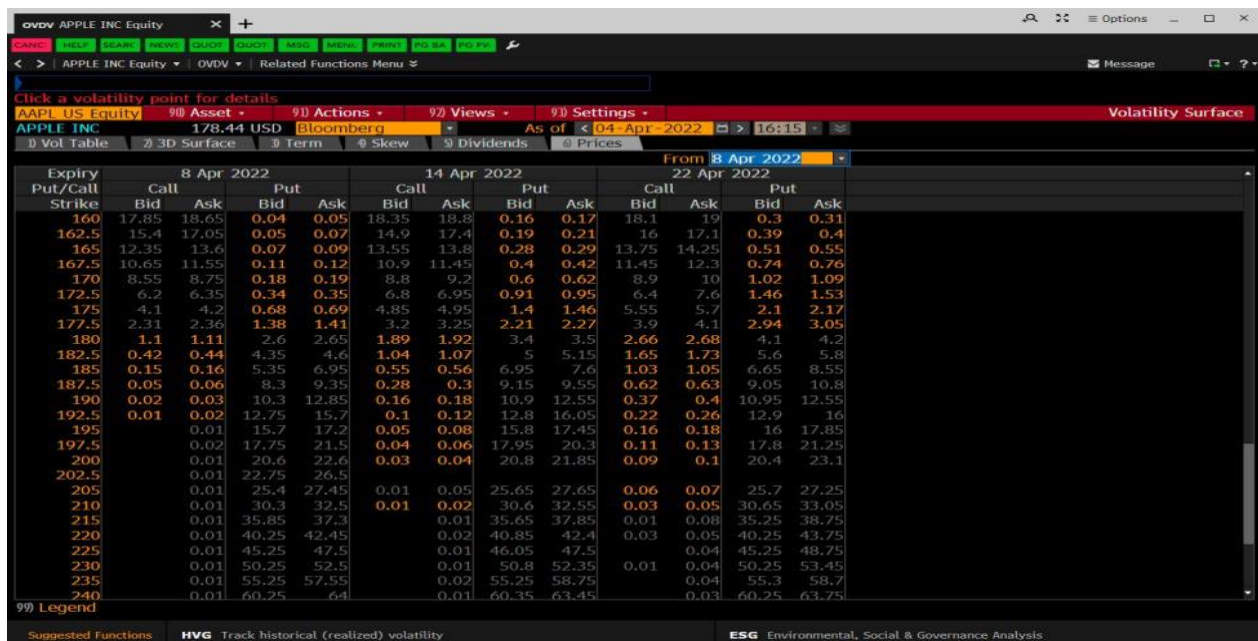 OVDV APPLE INC Equity × +
Options
CANC HELP SEARC NEWS QUOT QUOT MSG MENU PRINT PG BA PG FW
< > APPLE INC Equity OVDV Related Functions Menu Message ?
Click a volatility point for details
AAPL US Equity 90) Asset 91) Actions 92) Views 93) Settings Volatility Surface
APPLE INC 178.44 USD Bloomberg As of < 04-Apr-2022 > 16:15
1) Vol Table 2) 3D Surface 3) Term 4) Skew 5) Dividends 6) Prices
From 8 Apr 2022
Expiry 8 Apr 2022 14 Apr 2022 22 Apr 2022
Put/Call Call Put Call Put Call Put
Strike Bid Ask Bid Ask Bid Ask Bid Ask Bid Ask Bid Ask
160 17.85 18.65 0.04 0.05 18.35 18.8 0.16 0.17 18.1 19 0.3 0.31
162.5 15.4 17.05 0.05 0.07 14.9 17.4 0.19 0.21 16 17.1 0.39 0.4
165 12.35 13.6 0.07 0.09 13.55 13.8 0.28 0.29 13.75 14.25 0.51 0.55
167.5 10.65 11.55 0.11 0.12 10.9 11.45 0.4 0.42 11.45 12.3 0.74 0.76
170 8.55 8.75 0.18 0.19 8.8 9.2 0.6 0.62 8.9 10 1.02 1.09
172.5 6.2 6.35 0.34 0.35 6.8 6.95 0.91 0.95 6.4 7.6 1.46 1.53
175 4.1 4.2 0.68 0.69 4.85 4.95 1.4 1.46 5.55 5.7 2.1 2.17
177.5 2.31 2.36 1.38 1.41 3.2 3.25 2.21 2.27 3.9 4.1 2.94 3.05
180 1.1 1.11 2.6 2.65 1.89 1.92 3.4 3.5 2.66 2.68 4.1 4.2
182.5 0.42 0.44 4.35 4.6 1.04 1.07 5 5.15 1.65 1.73 5.6 5.8
185 0.15 0.16 5.35 6.95 0.55 0.56 6.95 7.6 1.03 1.05 6.65 8.55
187.5 0.05 0.06 8.3 9.35 0.28 0.3 9.15 9.55 0.62 0.63 9.05 10.8
190 0.02 0.03 10.3 12.85 0.16 0.18 10.9 12.55 0.37 0.4 10.95 12.55
192.5 0.01 0.02 12.75 15.7 0.1 0.12 12.8 16.05 0.22 0.26 12.9 16
195 0.01 15.7 17.2 0.05 0.08 15.8 17.45 0.16 0.18 16 17.85
197.5 0.02 17.75 21.5 0.04 0.06 17.95 20.3 0.11 0.13 17.8 21.25
200 0.01 20.6 22.6 0.03 0.04 20.8 21.85 0.09 0.1 20.4 23.1
202.5 0.01 22.75 26.5
205 0.01 25.4 27.45 0.01 0.05 25.65 27.65 0.06 0.07 25.7 27.25
210 0.01 30.3 32.5 0.01 0.02 30.6 32.55 0.03 0.05 30.65 33.05
215 0.01 35.85 37.3 0.01 35.65 37.85 0.01 0.08 35.25 38.75
220 0.01 40.25 42.45 0.02 40.85 42.4 0.03 0.05 40.25 43.75
225 0.01 45.25 47.5 0.01 46.05 47.5 0.04 45.25 48.75
230 0.01 50.25 52.5 0.01 50.8 52.35 0.01 0.04 50.25 53.45
235 0.01 55.25 57.55 0.02 55.25 58.75 0.04 55.3 58.7
240 0.01 60.25 64 0.01 60.35 63.45 0.03 60.25 63.75
99) Legend
Suggested Functions HVG Track historical (realized) volatility ESG Environmental, Social & Governance Analysis